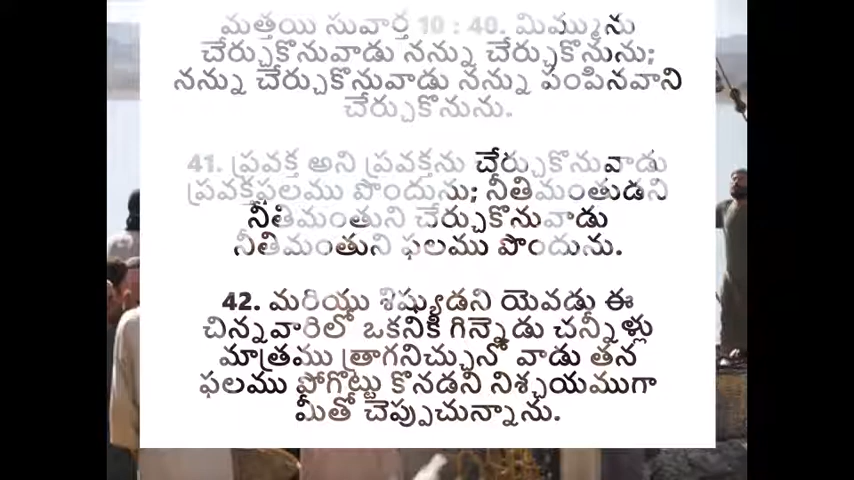 మత్తయి సువార్త 10 : 40. మిమ్మును
చేర్చుకొనువాడు నన్ను చేర్చుకొనును;
నన్ను చేర్చుకొనువాడు నన్ను పంపినవాని
చేర్చుకొనును.
41. ప్రవక్త అని ప్రవక్తను చేర్చుకొనువాడు
ప్రవక్తఫలము పొందును; నీతిమంతుడని
నీతిమంతుని చేర్చుకొనువాడు
నీతిమంతుని ఫలము పొందును.
42. మరియు శిష్యుడని యెవడు ఈ
చిన్నవారిలో ఒకనికి గిన్నెడు చన్నీళ్లు
మాత్రము త్రాగనిచ్చునో వాడు తన
ఫలము పోగొట్టు కొనడని నిశ్చయముగా
మీతో చెప్పుచున్నాను.